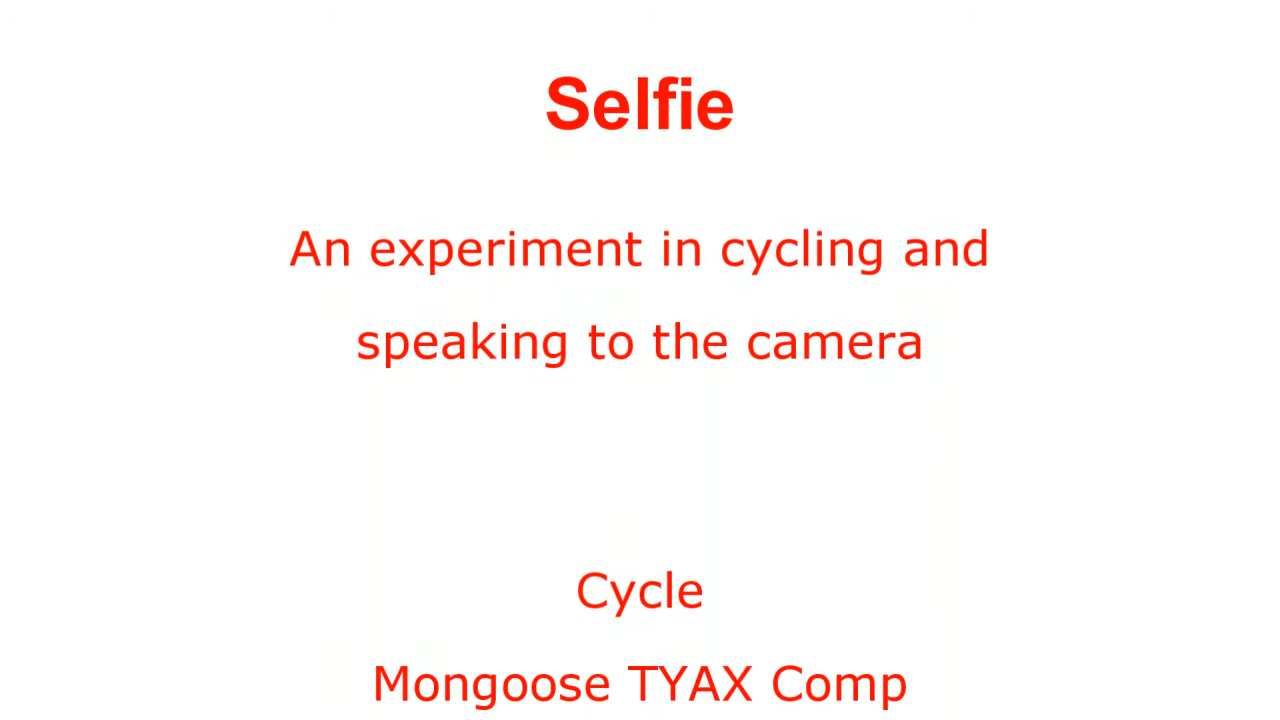 Selfie
An experiment in cycling and
speaking to the camera
Cycle
Mongoose TYAX Comp